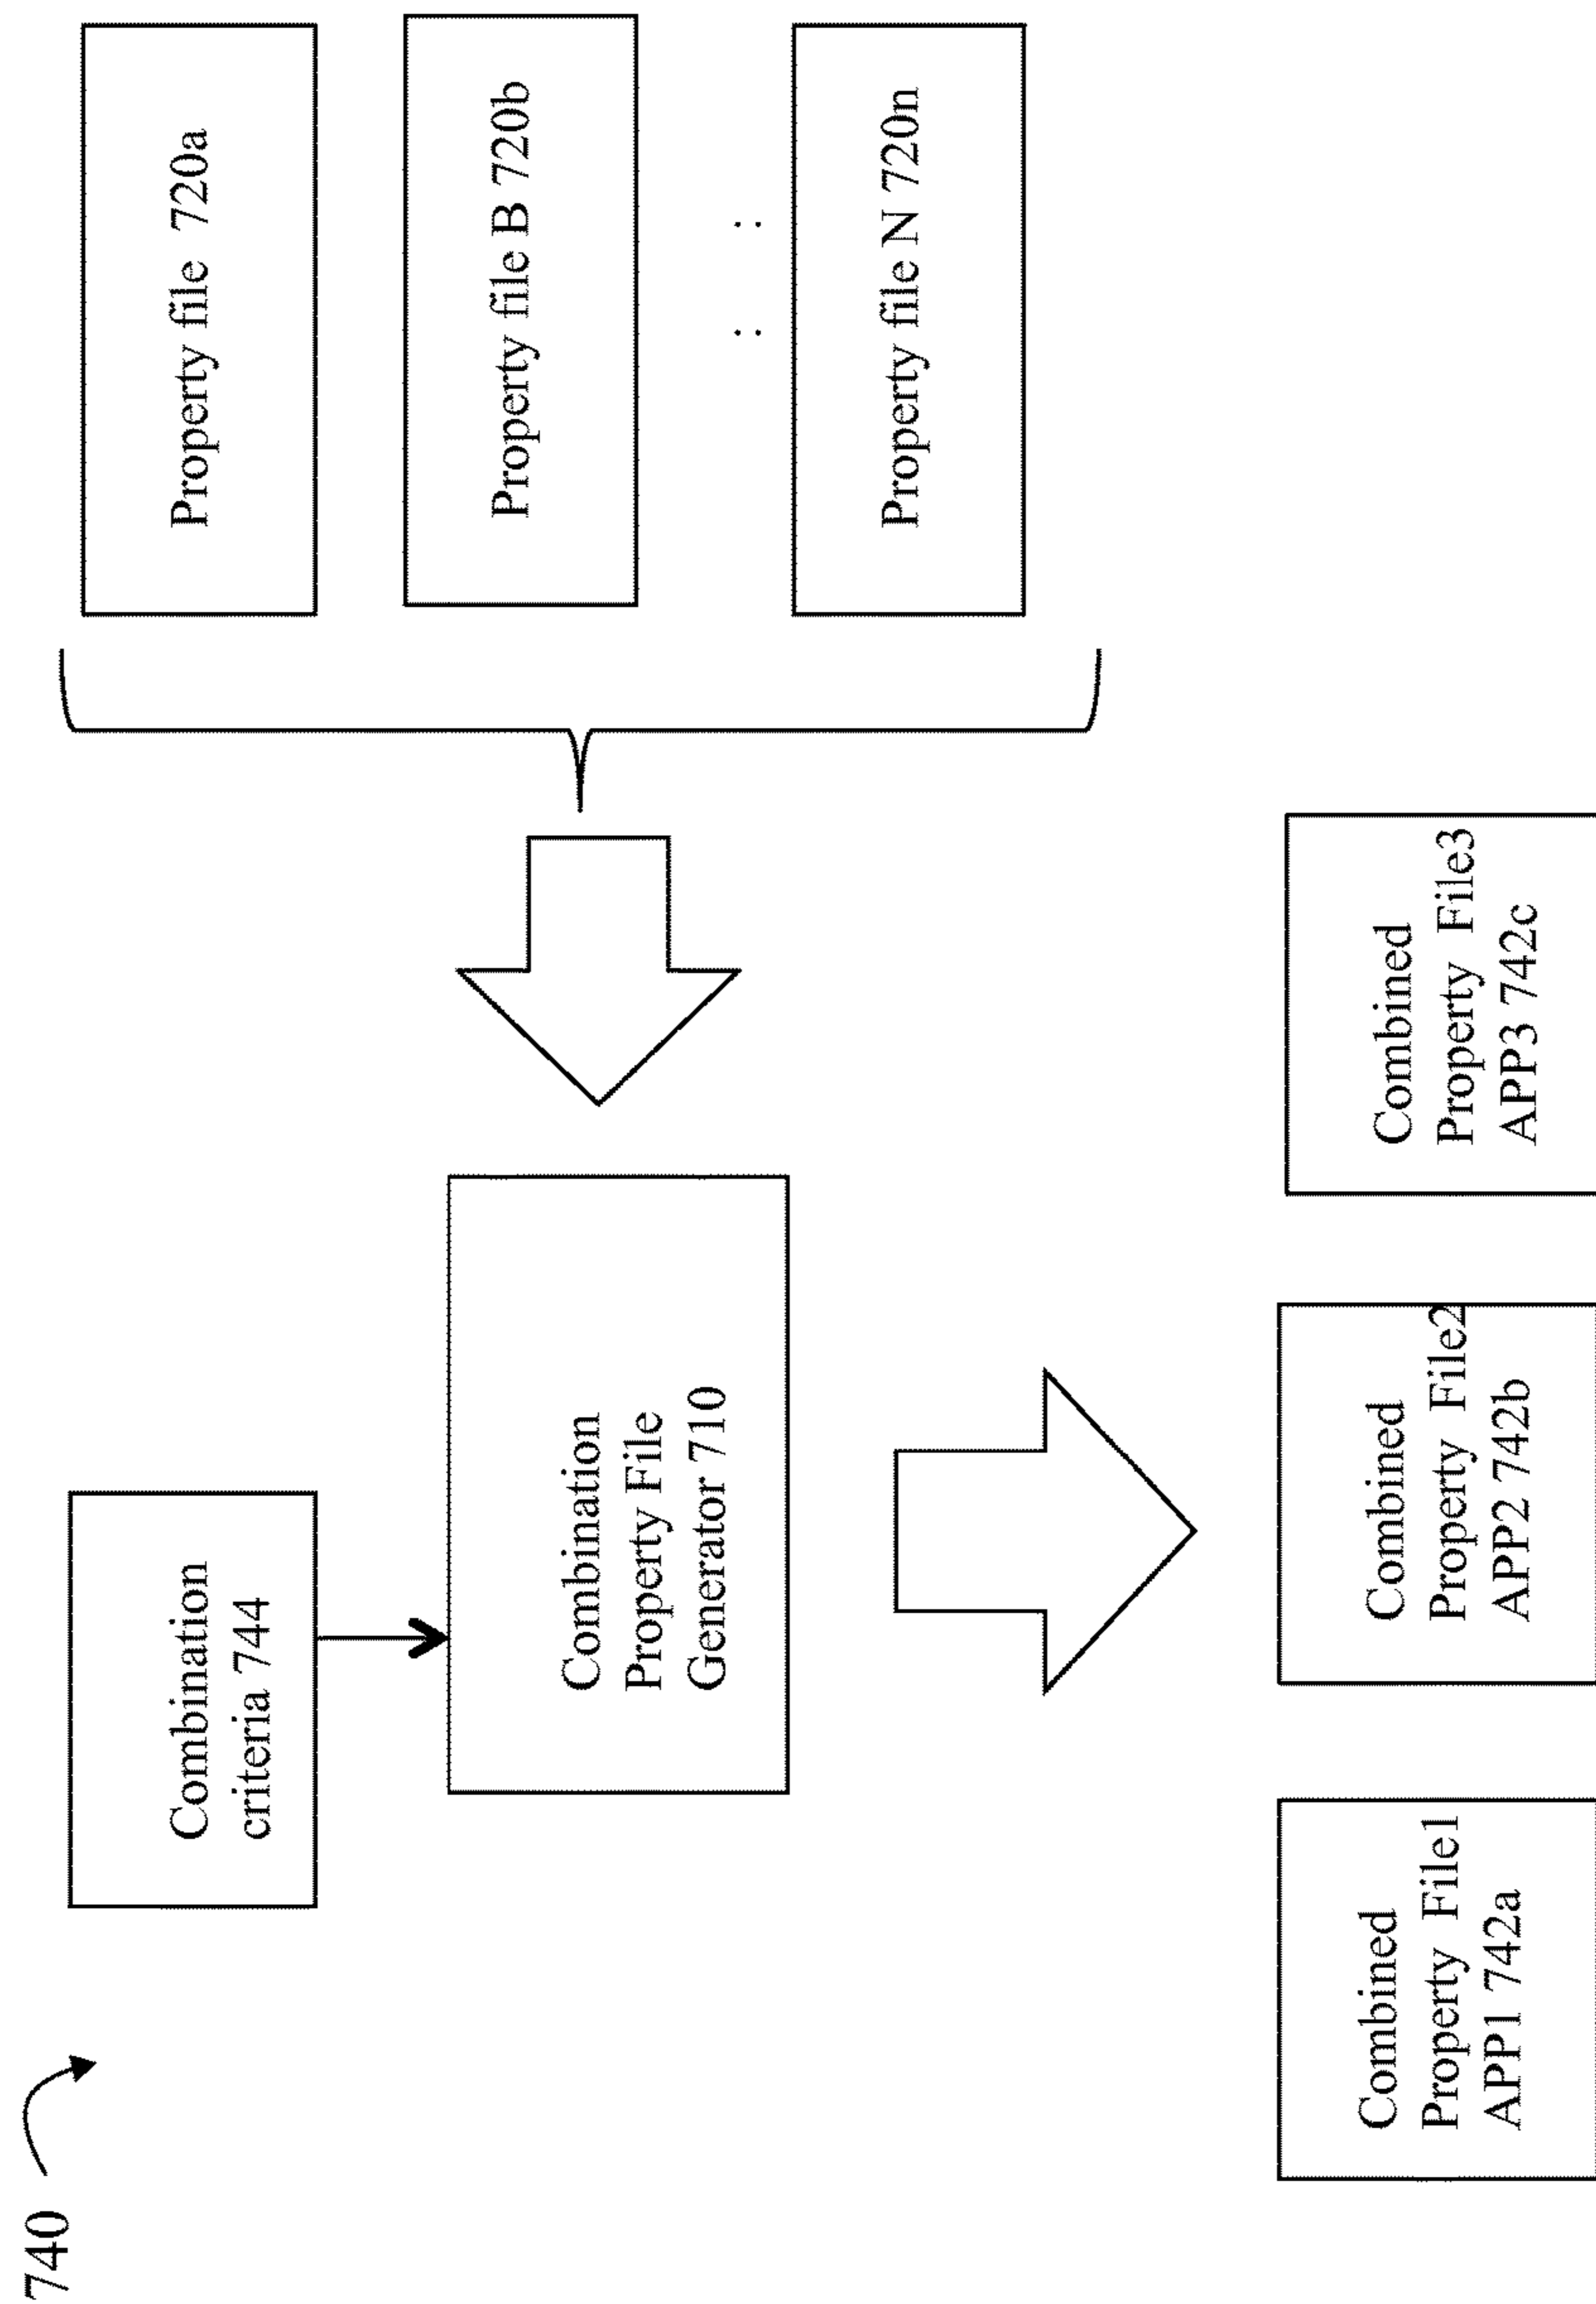 740
Combination
criteria 744
Property file 720a
Property file B 720b
: :
Property file N 720n
Combination
Property File
Generator 710
Combined
Property File1
APP1 742a
Combined
Property File2
APP2 742b
Combined
Property File3
APP3 742c